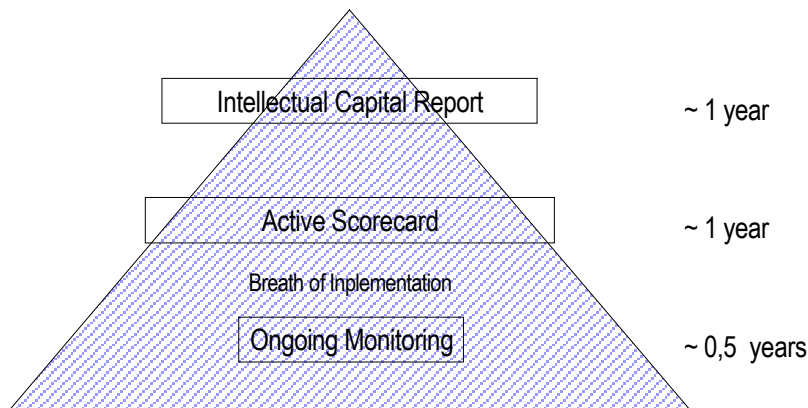 Intellectual Capital Report
~ 1 year
Active Scorecard
~ 1 year
Breath of Inplementation
Ongoing Monitoring
~ 0,5 years